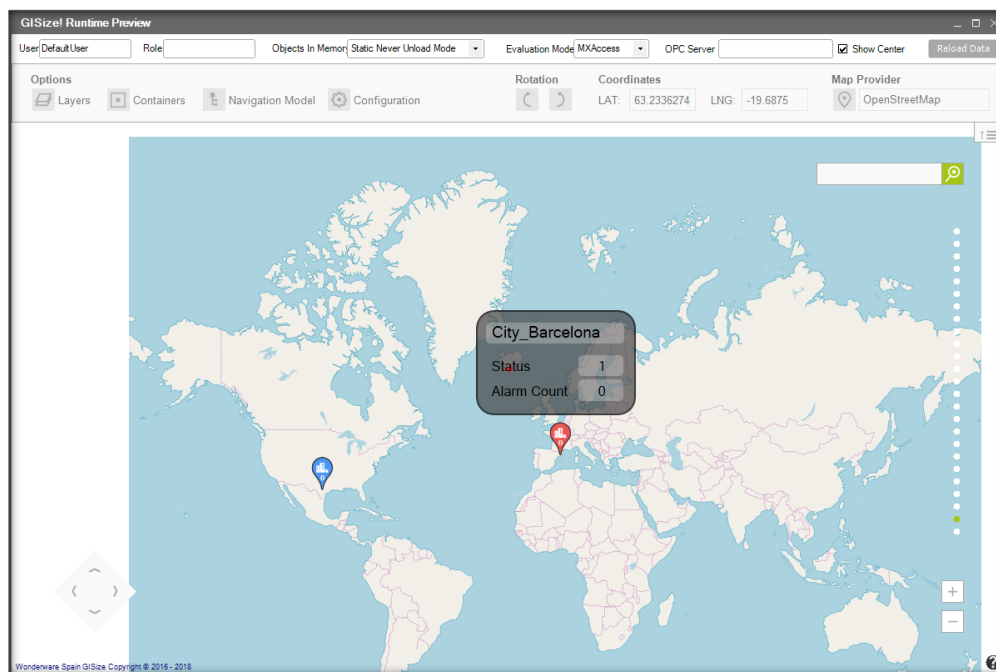 GISize! Runtime Preview
User DefaultUser Role Objects In Memory Static Never Unload Mode Evaluation Mode MXAccess OPC Server Show Center Reload Data
Options Rotation Coordinates Map Provider
Layers Containers Navigation Model Configuration LAT: 63.2336274 LNG: -19.6875 OpenStreetMap
City_Barcelona
Status 1
Alarm Count 0
Wonderware Spain GISize Copyright © 2016 - 2018